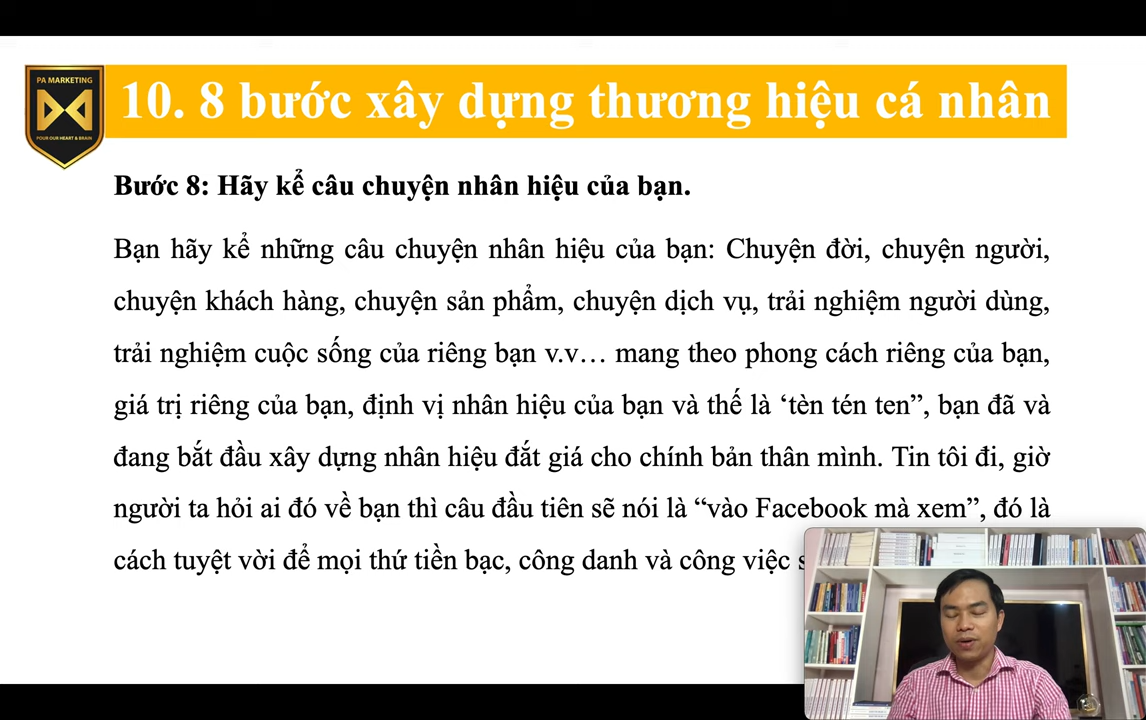 PA MARKETING
POUR OUR HEART & BRAIN
10. 8 bước xây dựng thương hiệu cá nhân
Bước 8: Hãy kể câu chuyện nhân hiệu của bạn.
Bạn hãy kể những câu chuyện nhân hiệu của bạn: Chuyện đời, chuyện người,
chuyện khách hàng, chuyện sản phẩm, chuyện dịch vụ, trải nghiệm người dùng,
trải nghiệm cuộc sống của riêng bạn v.v… mang theo phong cách riêng của bạn,
giá trị riêng của bạn, định vị nhân hiệu của bạn và thế là ‘tèn tén ten”, bạn đã và
đang bắt đầu xây dựng nhân hiệu đắt giá cho chính bản thân mình. Tin tôi đi, giờ
người ta hỏi ai đó về bạn thì câu đầu tiên sẽ nói là “vào Facebook mà xem”, đó là
cách tuyệt vời để mọi thứ tiền bạc, công danh và công việc